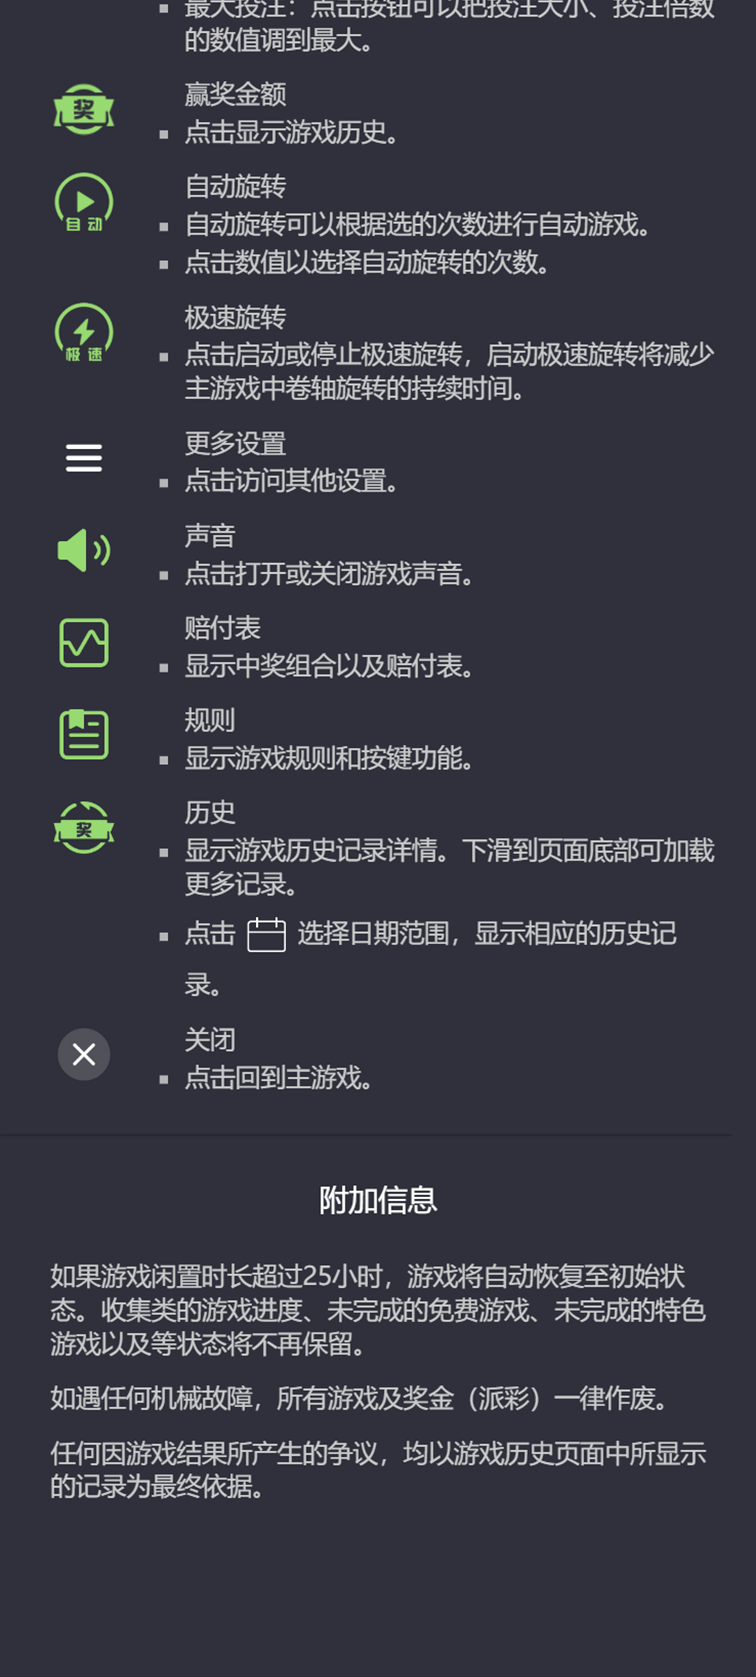 最大投注：点击按钮可以把投注大小、投注倍数
的数值调到最大。
奖
赢奖金额
点击显示游戏历史。
自动
自动旋转
自动旋转可以根据选的次数进行自动游戏。
点击数值以选择自动旋转的次数。
极速
极速旋转
点击启动或停止极速旋转，启动极速旋转将减少
主游戏中卷轴旋转的持续时间。
更多设置
点击访问其他设置。
声音
点击打开或关闭游戏声音。
赔付表
显示中奖组合以及赔付表。
规则
显示游戏规则和按键功能。
奖
历史
显示游戏历史记录详情。下滑到页面底部可加载
更多记录。
点击 选择日期范围，显示相应的历史记
录。
关闭
点击回到主游戏。
附加信息
如果游戏闲置时长超过25小时，游戏将自动恢复至初始状
态。收集类的游戏进度、未完成的免费游戏、未完成的特色
游戏以及等状态将不再保留。
如遇任何机械故障，所有游戏及奖金（派彩）一律作废。
任何因游戏结果所产生的争议，均以游戏历史页面中所显示
的记录为最终依据。